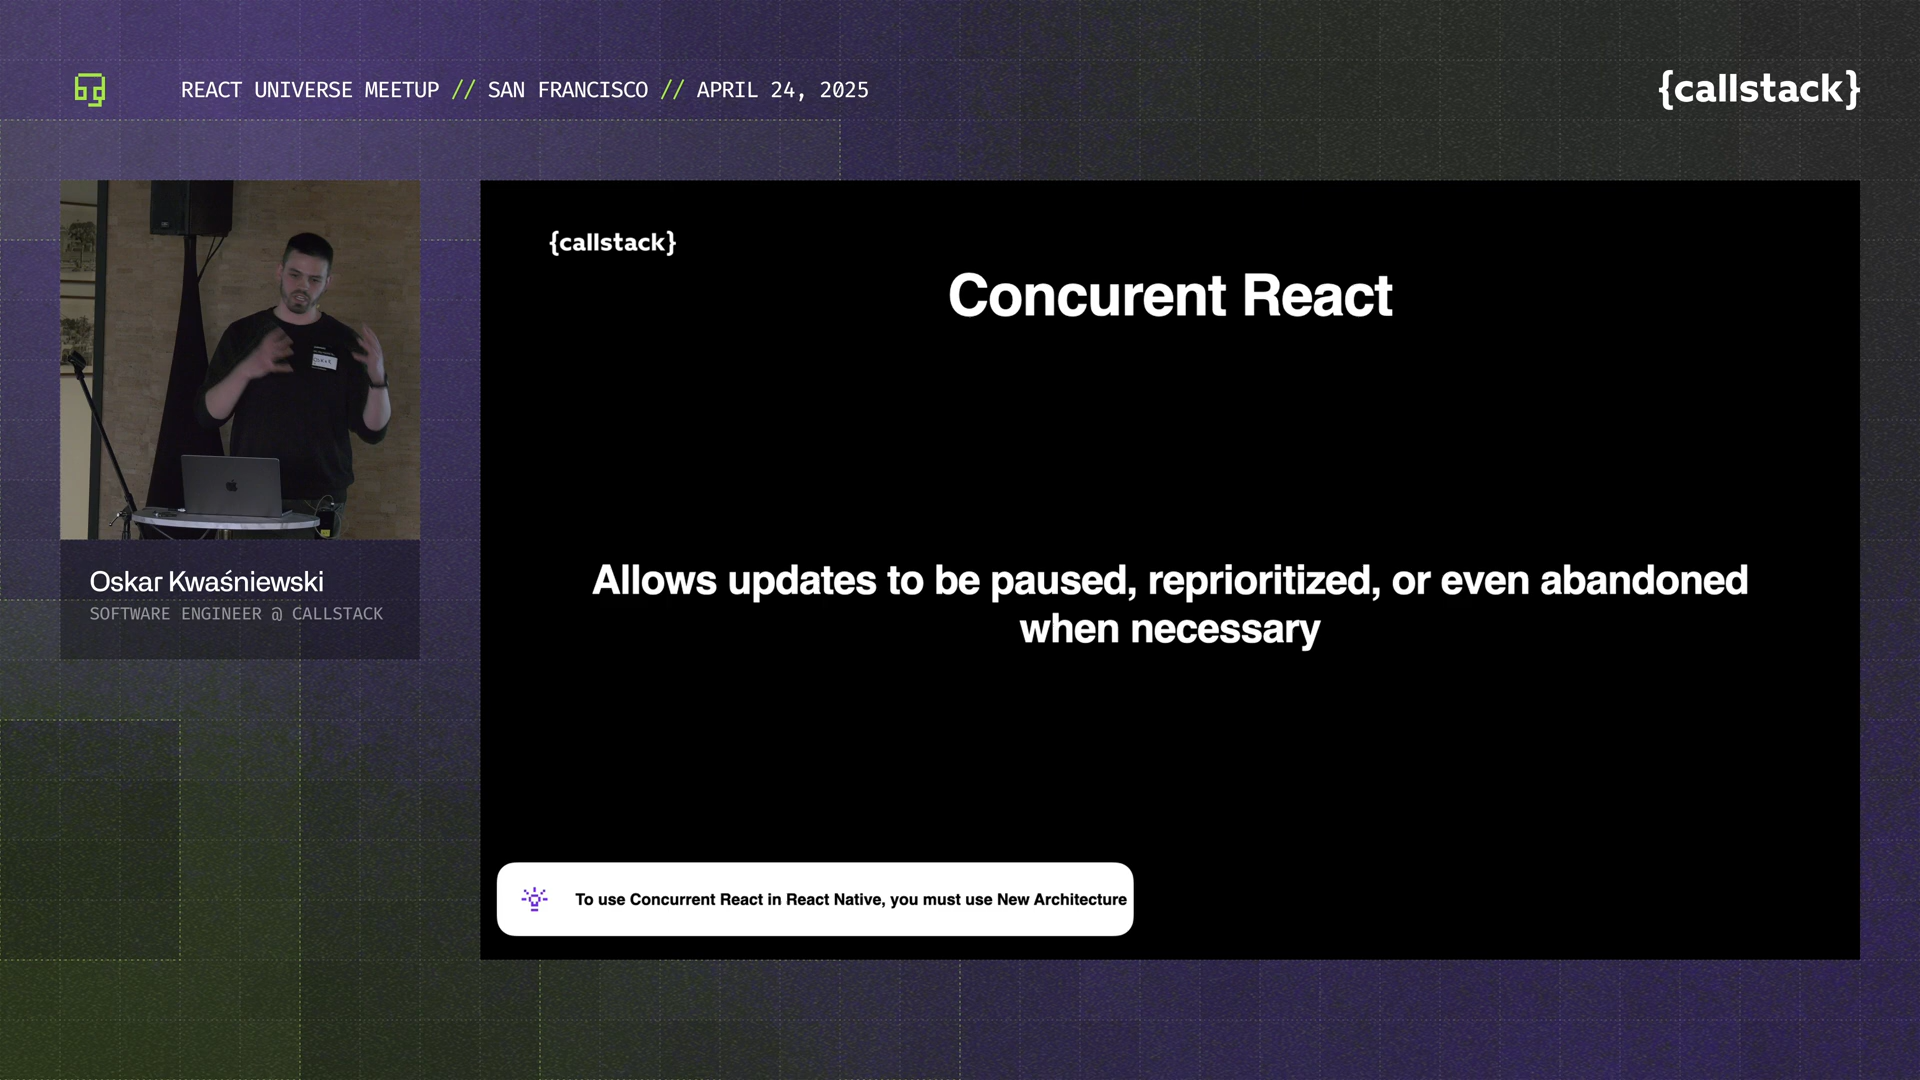 REACT UNIVERSE MEETUP // SAN FRANCISCO // APRIL 24, 2025
{callstack}
{callstack}
Concurent React
OSKAR
Oskar Kwaśniewski
SOFTWARE ENGINEER @ CALLSTACK
Allows updates to be paused, reprioritized, or even abandoned
when necessary
To use Concurrent React in React Native, you must use New Architecture